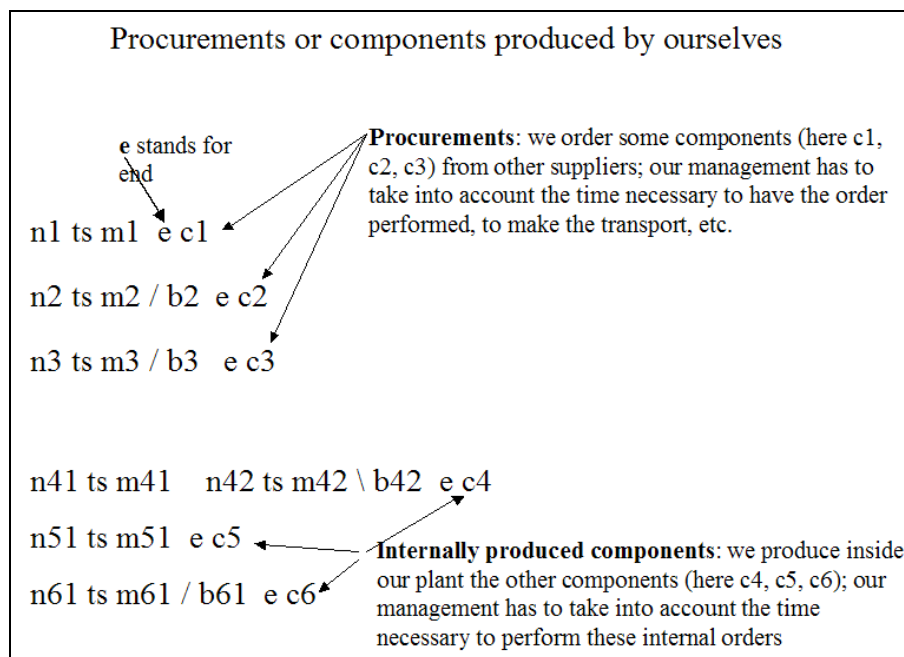 Procurements or components produced by ourselves
e stands for
end
Procurements: we order some components (here c1,
c2, c3) from other suppliers; our management has to
take into account the time necessary to have the order
performed, to make the transport, etc.
n1 ts m1 e c1
n2 ts m2 / b2 e c2
n3 ts m3 / b3 e c3
n41 ts m41 n42 ts m42 \ b42 e c4
n51 ts m51 e c5
n61 ts m61 / b61 e c6
Internally produced components: we produce inside
our plant the other components (here c4, c5, c6); our
management has to take into account the time
necessary to perform these internal orders